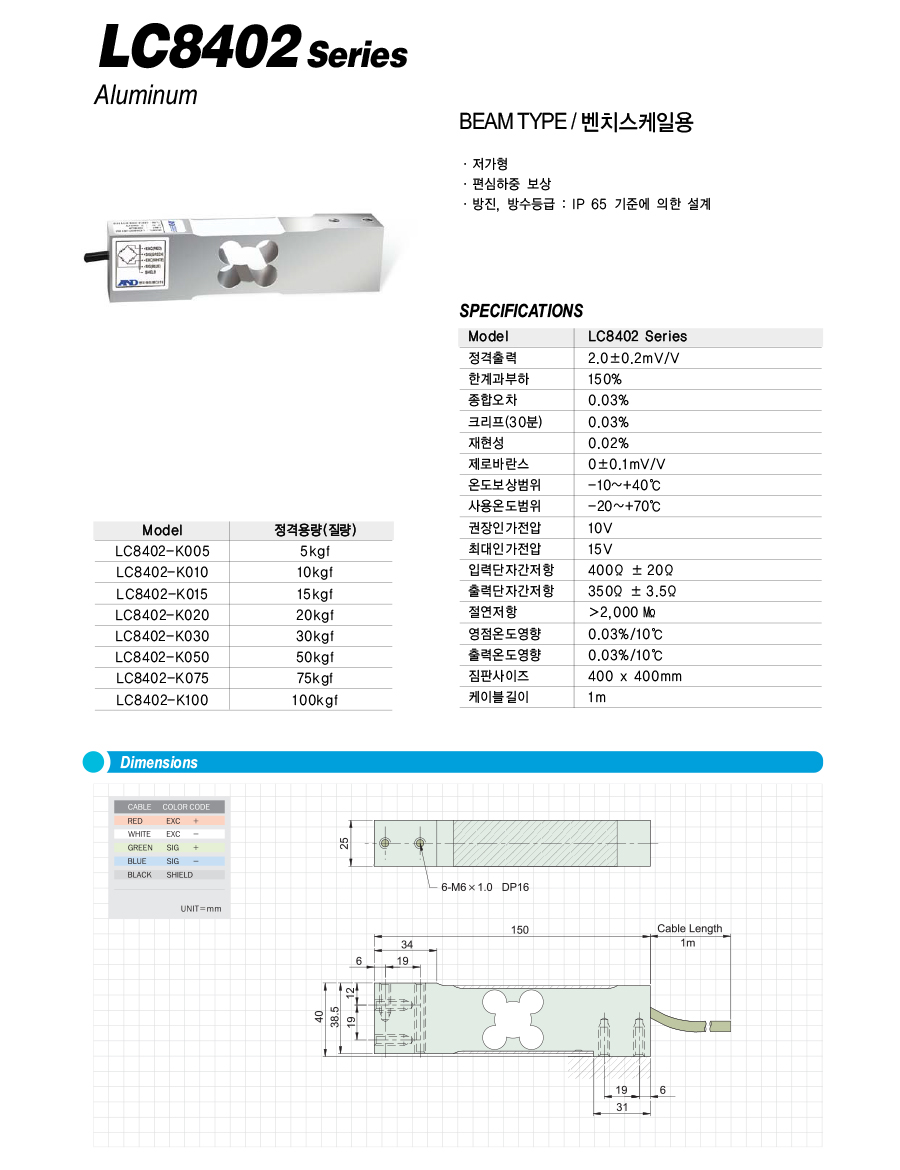 LC8402 Series
Aluminum
BEAM TYPE / 벤치스케일용
· 저가형
· 편심하중 보상
· 방진, 방수등급 : IP 65 기준에 의한 설계
AND
SPECIFICATIONS
Model LC8402 Series
정격출력 2.0±0.2mV/V
한계과부하 150%
종합오차 0.03%
크리프(30분) 0.03%
재현성 0.02%
제로바란스 0±0.1mV/V
온도보상범위 -10~+40℃
사용온도범위 -20~+70℃
권장인가전압 10V
최대인가전압 15V
입력단자간저항 400Ω ± 20Ω
출력단자간저항 350Ω ± 3.5Ω
절연저항 >2,000 MΩ
영점온도영향 0.03%/10℃
출력온도영향 0.03%/10℃
짐판사이즈 400 x 400mm
케이블길이 1m
Model 정격용량(질량)
LC8402-K005 5kgf
LC8402-K010 10kgf
LC8402-K015 15kgf
LC8402-K020 20kgf
LC8402-K030 30kgf
LC8402-K050 50kgf
LC8402-K075 75kgf
LC8402-K100 100kgf
Dimensions
CABLE COLOR CODE
RED EXC +
WHITE EXC -
GREEN SIG +
BLUE SIG -
BLACK SHIELD
UNIT=mm
25
6-M6×1.0 DP16
150
Cable Length
1m
34
6 19
12
40
38.5
19
19 6
31